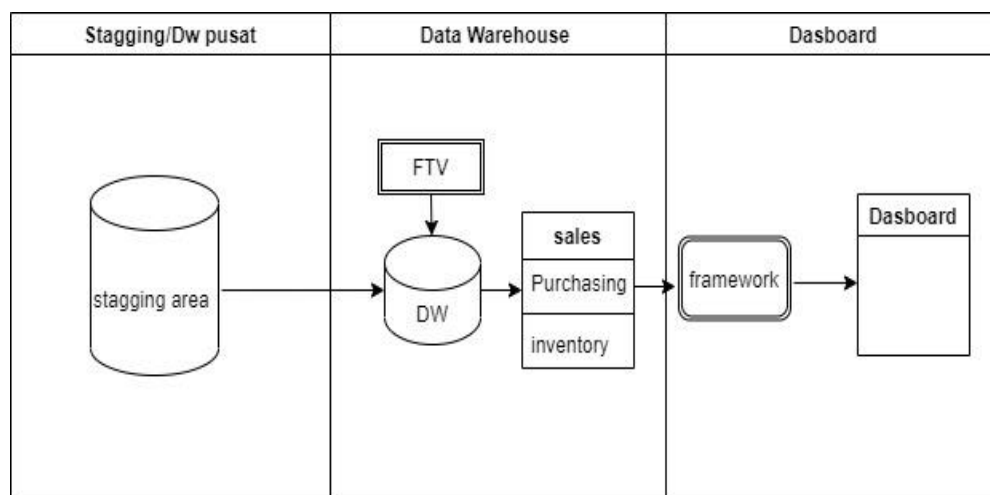 Stagging/Dw pusat
Data Warehouse
Dasboard
stagging area
FTV
DW
sales
Purchasing
inventory
framework
Dasboard